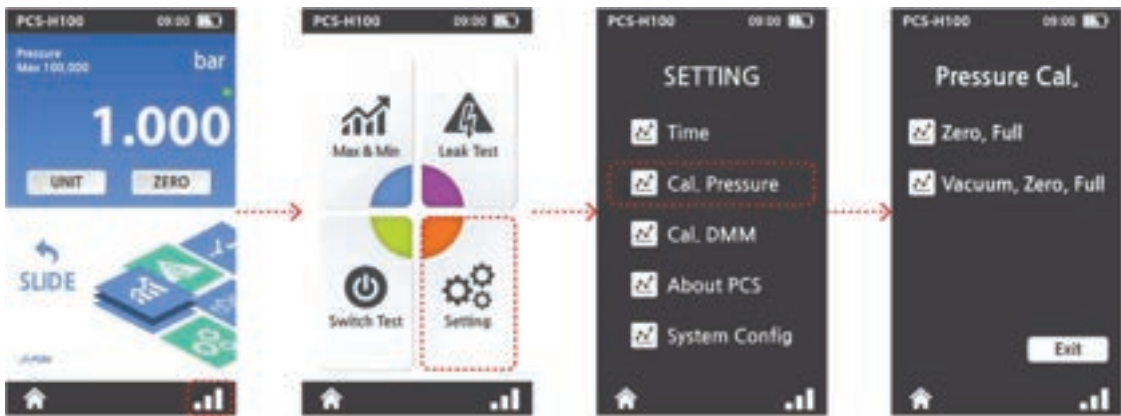 PCS-H100 09:00
Pressure
Max 100,000 bar
1.000
UNIT ZERO
SLIDE
PCS-H100 09:00
Max & Min Leak Test
Switch Test Setting
PCS-H100 09:00
SETTING
Time
Cal. Pressure
Cal. DMM
About PCS
System Config
PCS-H100 09:00
Pressure Cal.
Zero, Full
Vacuum, Zero, Full
Exit